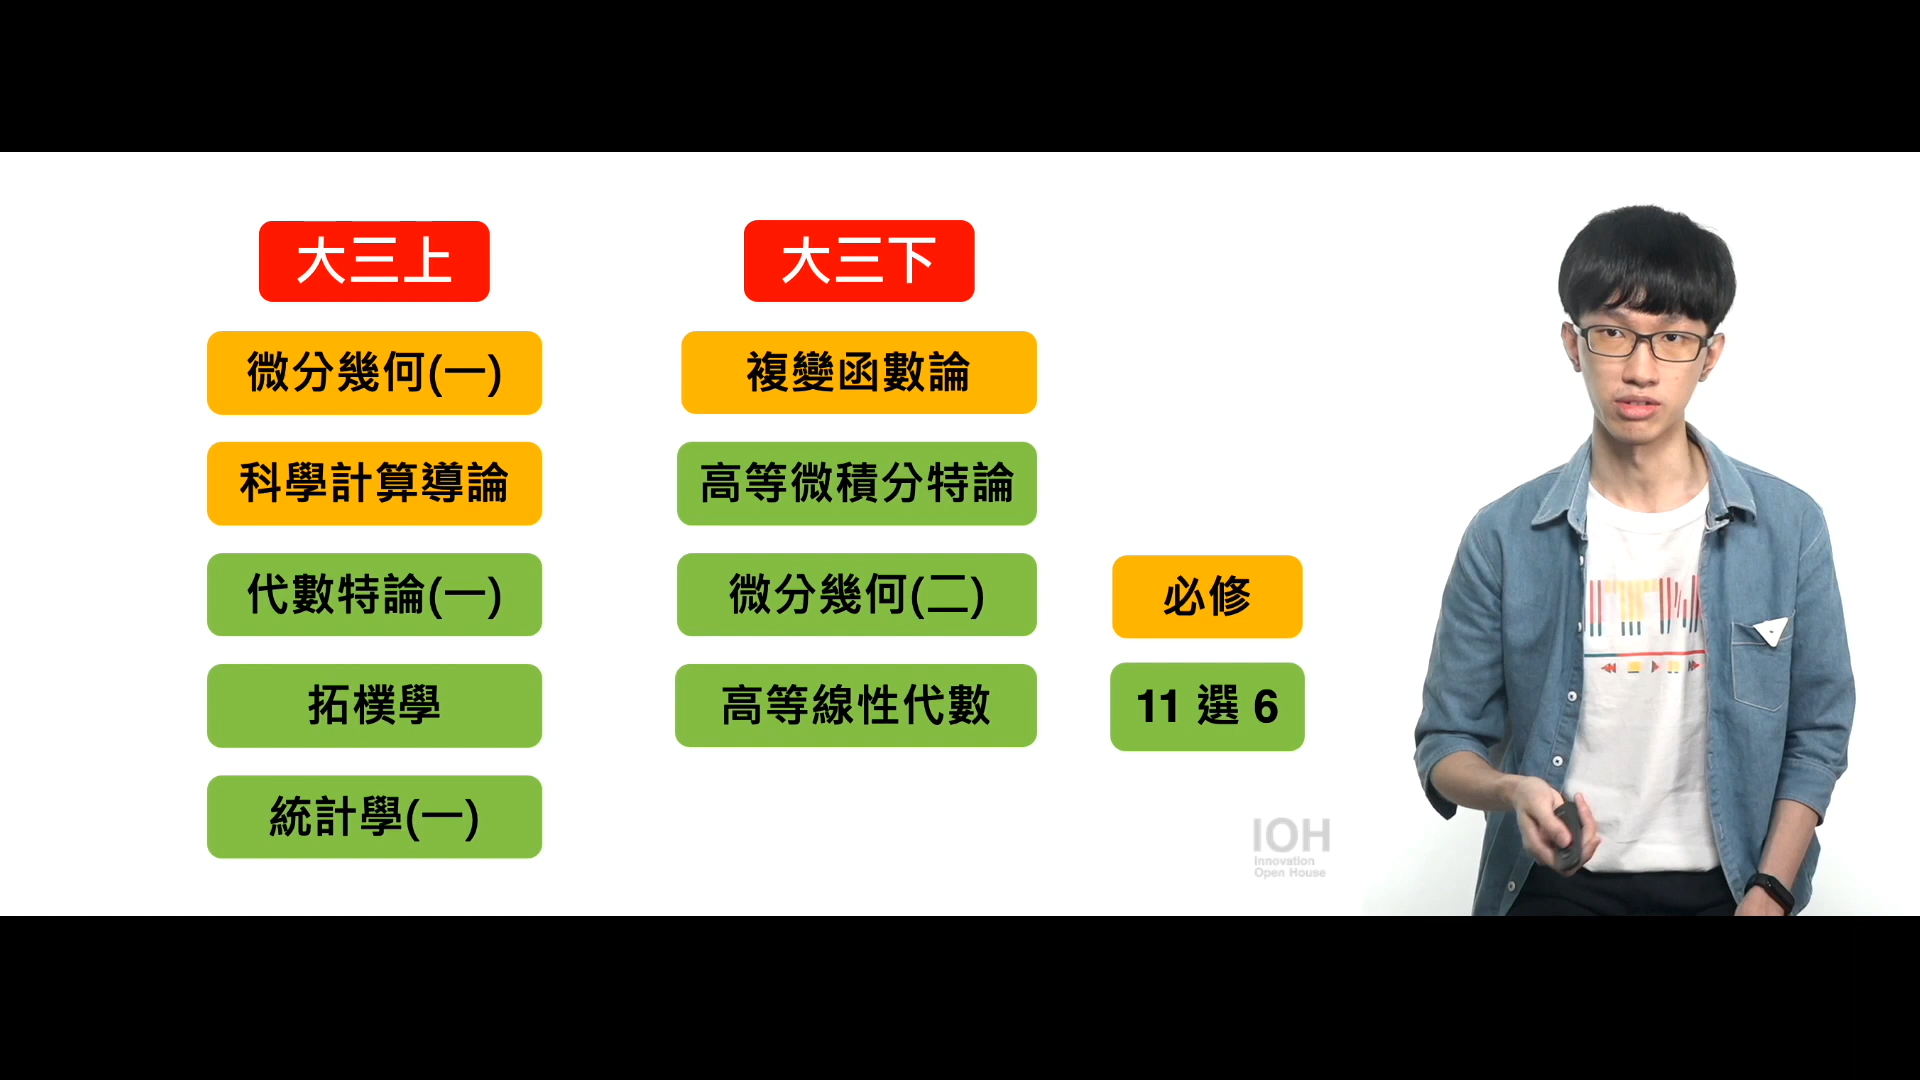 大三上
微分幾何(一)
科學計算導論
代數特論(一)
拓樸學
統計學(一)
大三下
複變函數論
高等微積分特論
微分幾何(二)
高等線性代數
必修
11 選 6
IOH
Innovation
Open House